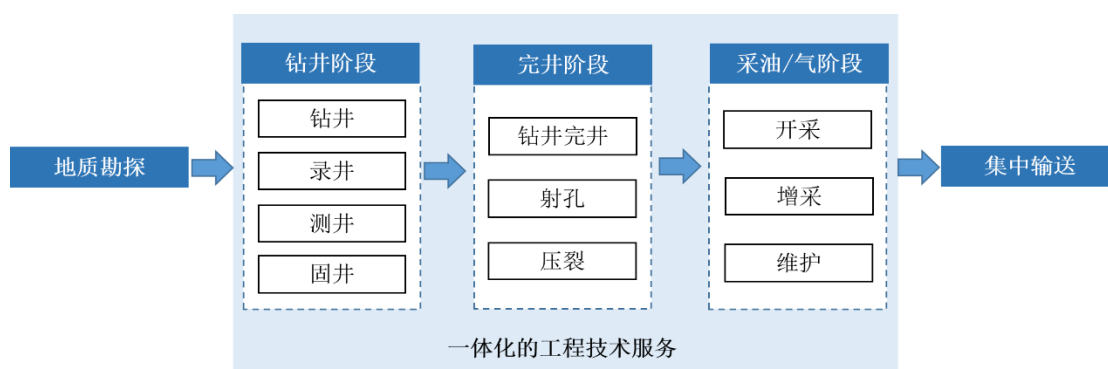 地质勘探
钻井阶段
钻井
录井
测井
固井
完井阶段
钻井完井
射孔
压裂
采油/气阶段
开采
增采
维护
集中输送
一体化的工程技术服务